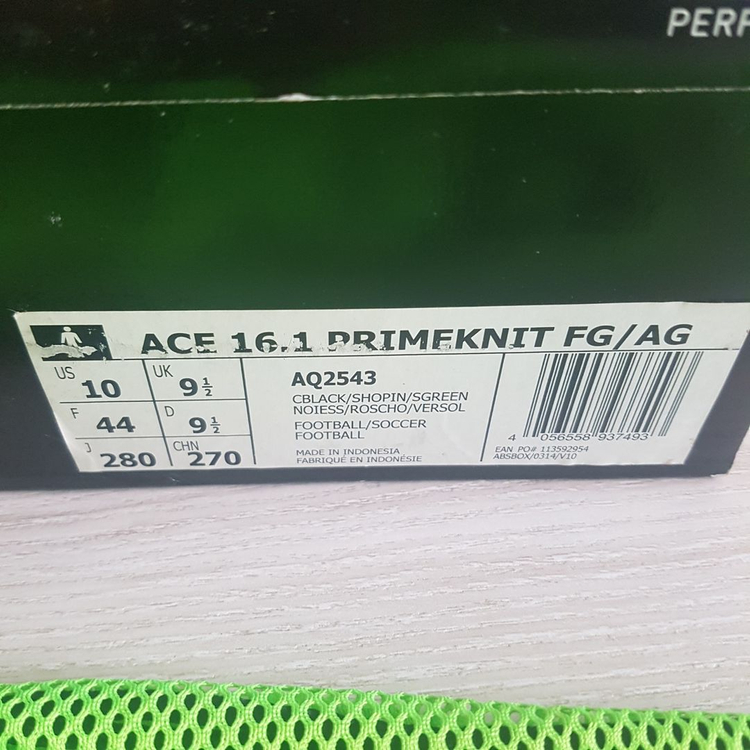 PERF
ACE 16.1 PRIMEKNIT FG/AG
US 10 UK 9 1/2
F 44 D 9 1/2
J 280 CHN 270
AQ2543
CBLACK/SHOPIN/SGREEN
NOIESS/ROSCHO/VERSOL
FOOTBALL/SOCCER
FOOTBALL
MADE IN INDONESIA
FABRIQUÉ EN INDONÉSIE
4 056558 937493
EAN PO# 113592954
ABSBOX/0314/V10